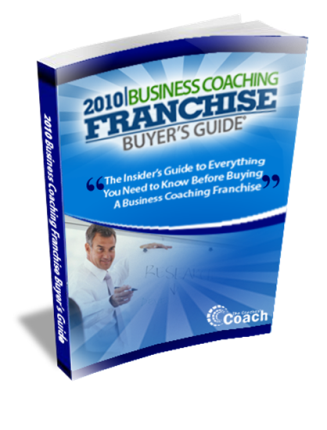 2010 Business Coaching Franchise Buyer's Guide
2010|BUSINESS COACHING
FRANCHISE
BUYER'S GUIDE
“The Insider's Guide to Everything
You Need to Know Before Buying
A Business Coaching Franchise”
Coach